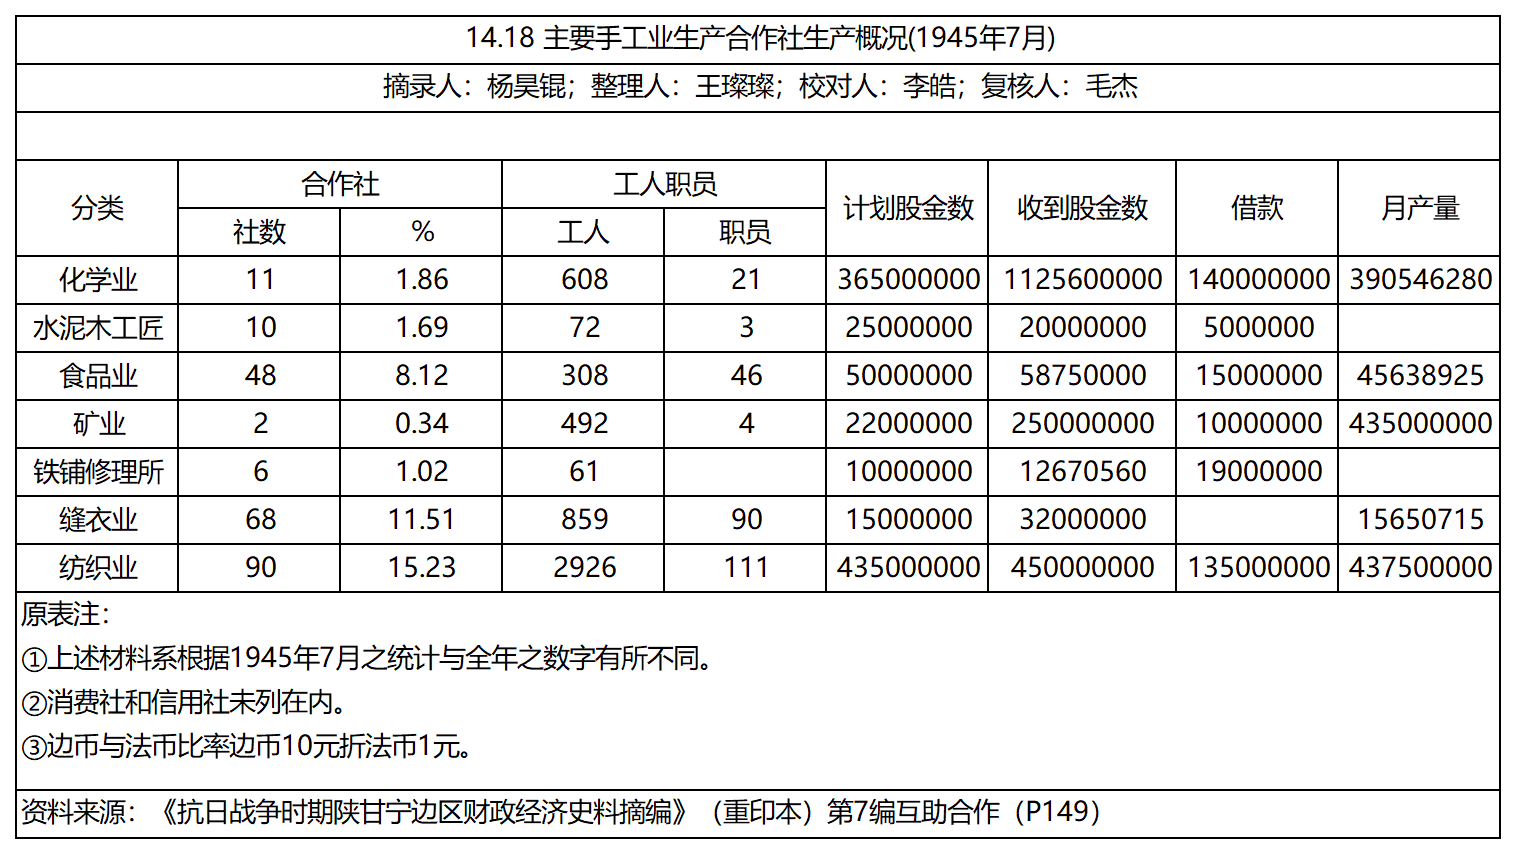 14.18 主要手工业生产合作社生产概况(1945年7月)
摘录人：杨昊锟；整理人：王璨璨；校对人：李皓；复核人：毛杰
分类 合作社 工人职员 计划股金数 收到股金数 借款 月产量
社数 % 工人 职员
化学业 11 1.86 608 21 365000000 1125600000 140000000 390546280
水泥木工匠 10 1.69 72 3 25000000 20000000 5000000
食品业 48 8.12 308 46 50000000 58750000 15000000 45638925
矿业 2 0.34 492 4 22000000 250000000 10000000 435000000
铁铺修理所 6 1.02 61 10000000 12670560 19000000
缝衣业 68 11.51 859 90 15000000 32000000 15650715
纺织业 90 15.23 2926 111 435000000 450000000 135000000 437500000
原表注：
①上述材料系根据1945年7月之统计与全年之数字有所不同。
②消费社和信用社未列在内。
③边币与法币比率边币10元折法币1元。
资料来源：《抗日战争时期陕甘宁边区财政经济史料摘编》（重印本）第7编互助合作（P149）